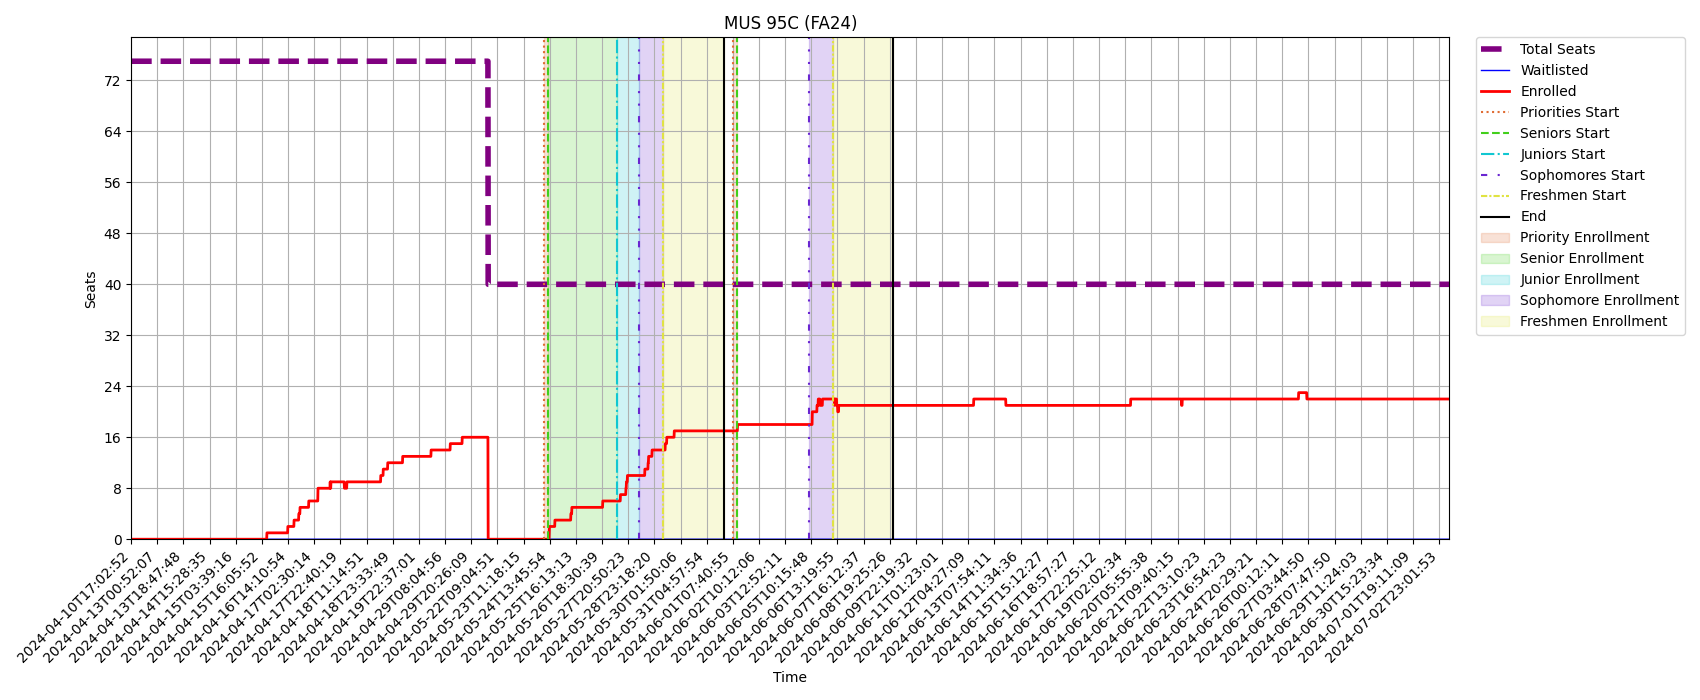 MUS 95C (FA24)
Seats
72
64
56
48
40
32
24
16
8
0
2024-04-10T17:02:52
2024-04-13T00:52:07
2024-04-13T18:47:48
2024-04-14T15:28:35
2024-04-15T03:39:16
2024-04-15T16:05:52
2024-04-16T14:10:54
2024-04-17T02:30:14
2024-04-17T22:40:19
2024-04-18T11:14:51
2024-04-18T23:33:49
2024-04-19T22:37:01
2024-04-29T08:04:56
2024-04-29T20:26:09
2024-05-22T09:04:51
2024-05-23T11:18:15
2024-05-24T13:45:54
2024-05-25T16:13:13
2024-05-26T18:30:39
2024-05-27T20:50:23
2024-05-28T23:18:20
2024-05-30T01:50:06
2024-05-31T04:57:54
2024-06-01T07:40:55
2024-06-02T10:12:06
2024-06-03T12:52:11
2024-06-05T10:15:48
2024-06-06T13:19:55
2024-06-07T16:12:37
2024-06-08T19:25:26
2024-06-09T22:19:32
2024-06-11T01:23:01
2024-06-12T04:27:09
2024-06-13T07:54:11
2024-06-14T11:34:36
2024-06-15T15:12:27
2024-06-16T18:57:27
2024-06-17T22:25:12
2024-06-19T02:02:34
2024-06-20T05:55:38
2024-06-21T09:40:15
2024-06-22T13:10:23
2024-06-23T16:54:23
2024-06-24T20:29:21
2024-06-26T00:12:11
2024-06-27T03:44:50
2024-06-28T07:47:50
2024-06-29T11:24:03
2024-06-30T15:23:34
2024-07-01T19:11:09
2024-07-02T23:01:53
Time
Total Seats
Waitlisted
Enrolled
Priorities Start
Seniors Start
Juniors Start
Sophomores Start
Freshmen Start
End
Priority Enrollment
Senior Enrollment
Junior Enrollment
Sophomore Enrollment
Freshmen Enrollment